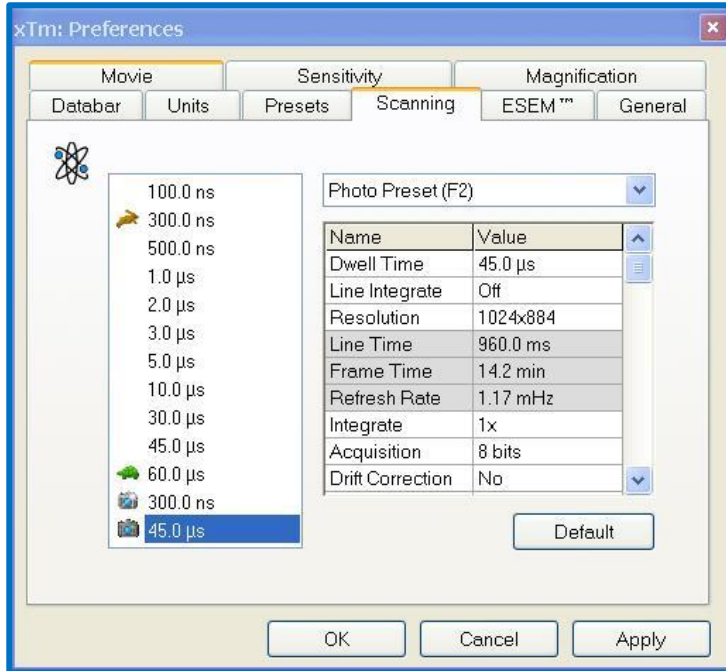 xTm: Preferences
Movie Sensitivity Magnification
Databar Units Presets Scanning ESEM™ General
100.0 ns
300.0 ns
500.0 ns
1.0 µs
2.0 µs
3.0 µs
5.0 µs
10.0 µs
30.0 µs
45.0 µs
60.0 µs
300.0 ns
45.0 µs
Photo Preset (F2)
Name Value
Dwell Time 45.0 µs
Line Integrate Off
Resolution 1024x884
Line Time 960.0 ms
Frame Time 14.2 min
Refresh Rate 1.17 mHz
Integrate 1x
Acquisition 8 bits
Drift Correction No
Default
OK Cancel Apply